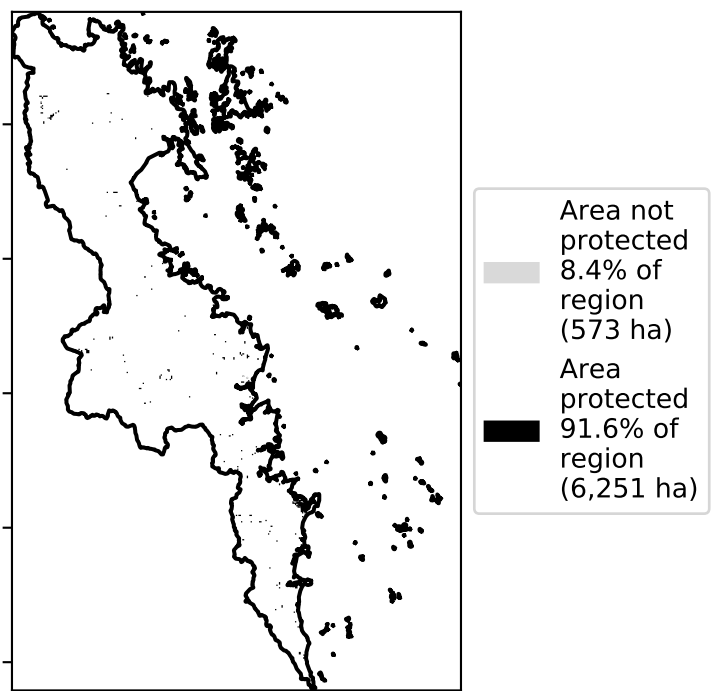 Area not
protected
8.4% of
region
(573 ha)
Area
protected
91.6% of
region
(6,251 ha)